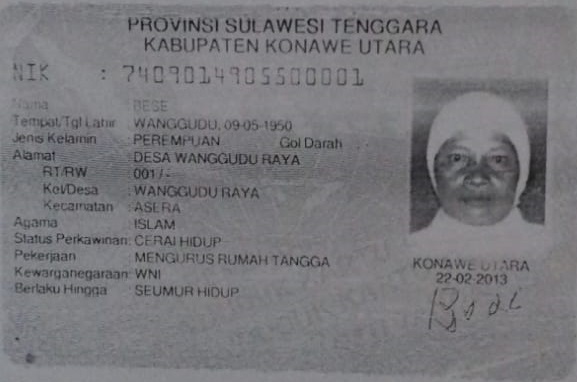 PROVINSI SULAWESI TENGGARA
KABUPATEN KONAWE UTARA
NIK : 7409014905500001
Nama : BESE
Tempat/Tgl Lahir : WANGGUDU, 09-05-1950
Jenis Kelamin : PEREMPUAN Gol Darah
Alamat : DESA WANGGUDU RAYA
RT/RW : 001/-
Kel/Desa : WANGGUDU RAYA
Kecamatan : ASERA
Agama : ISLAM
Status Perkawinan: CERAI HIDUP
Pekerjaan : MENGURUS RUMAH TANGGA
Kewarganegaraan: WNI
Berlaku Hingga : SEUMUR HIDUP
KONAWE UTARA
22-02-2013